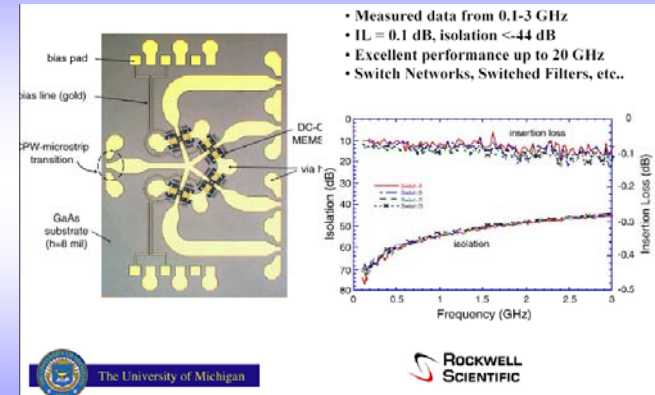 • Measured data from 0.1-3 GHz
• IL = 0.1 dB, isolation <-44 dB
• Excellent performance up to 20 GHz
• Switch Networks, Switched Filters, etc..
bias pad
bias line (gold)
CPW-microstrip
transition
GaAs
substrate
(h=8 mil)
DC-C
MEMS
via h
insertion loss
Switch A
Switch B
Switch C
Switch D
isolation
Isolation (dB)
0
10
20
30
40
50
60
70
80
Insertion Loss (dB)
0
-0.1
-0.2
-0.3
-0.4
-0.5
0
0.5
1
1.5
2
2.5
3
Frequency (GHz)
The University of Michigan
ROCKWELL
SCIENTIFIC